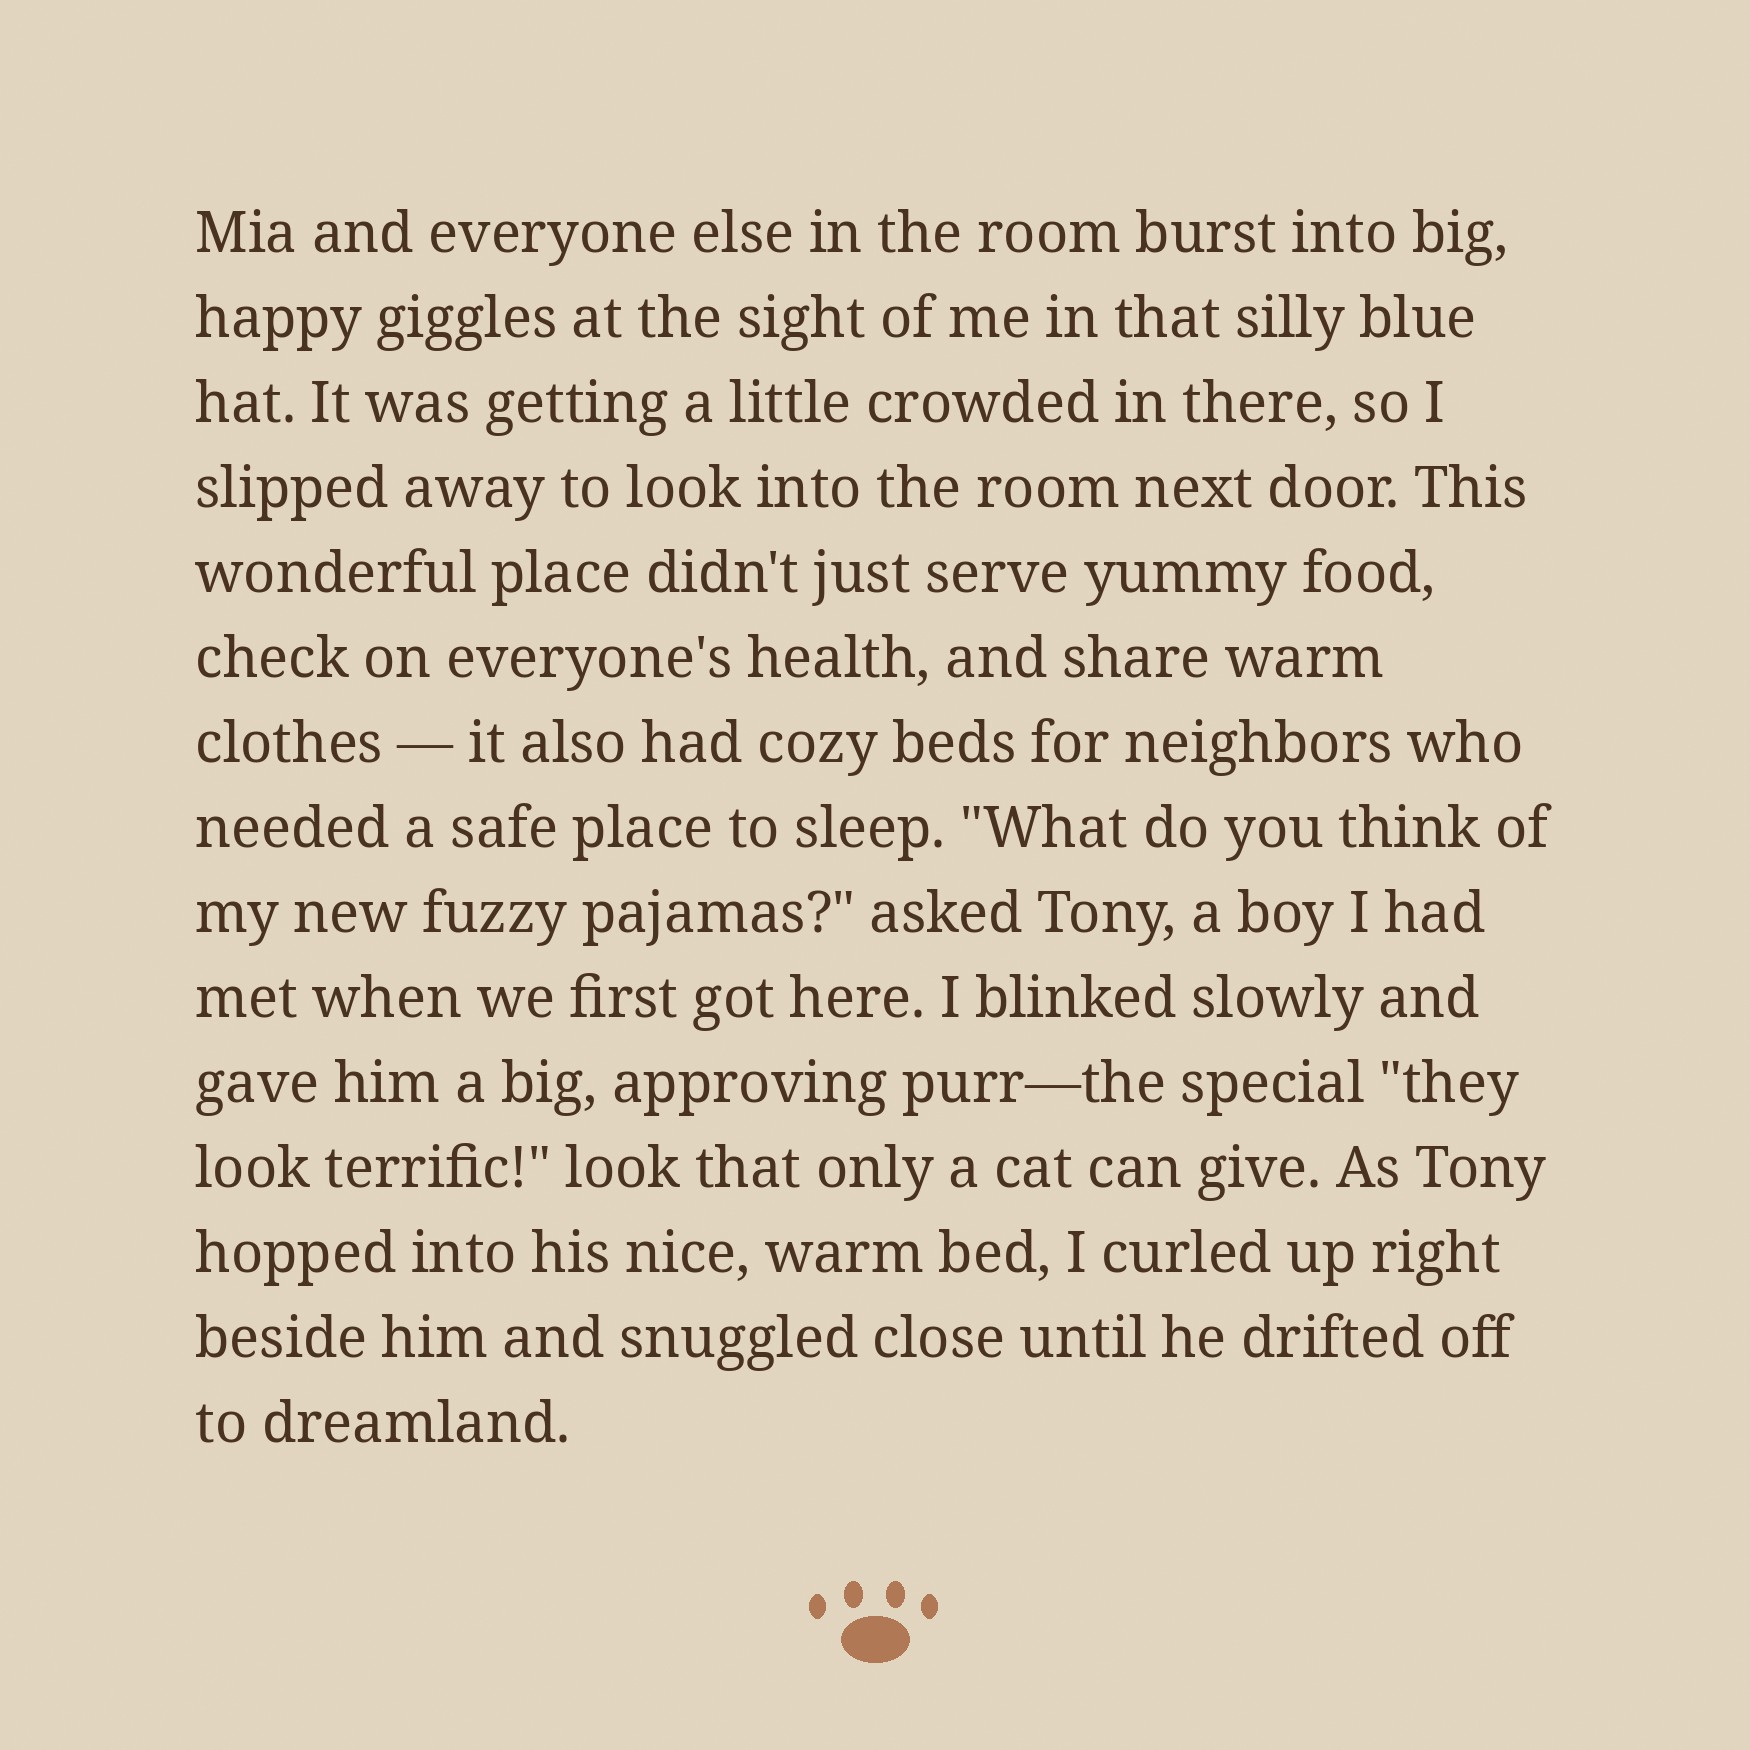 Mia and everyone else in the room burst into big,
happy giggles at the sight of me in that silly blue
hat. It was getting a little crowded in there, so I
slipped away to look into the room next door. This
wonderful place didn't just serve yummy food,
check on everyone's health, and share warm
clothes — it also had cozy beds for neighbors who
needed a safe place to sleep. "What do you think of
my new fuzzy pajamas?" asked Tony, a boy I had
met when we first got here. I blinked slowly and
gave him a big, approving purr—the special "they
look terrific!" look that only a cat can give. As Tony
hopped into his nice, warm bed, I curled up right
beside him and snuggled close until he drifted off
to dreamland.